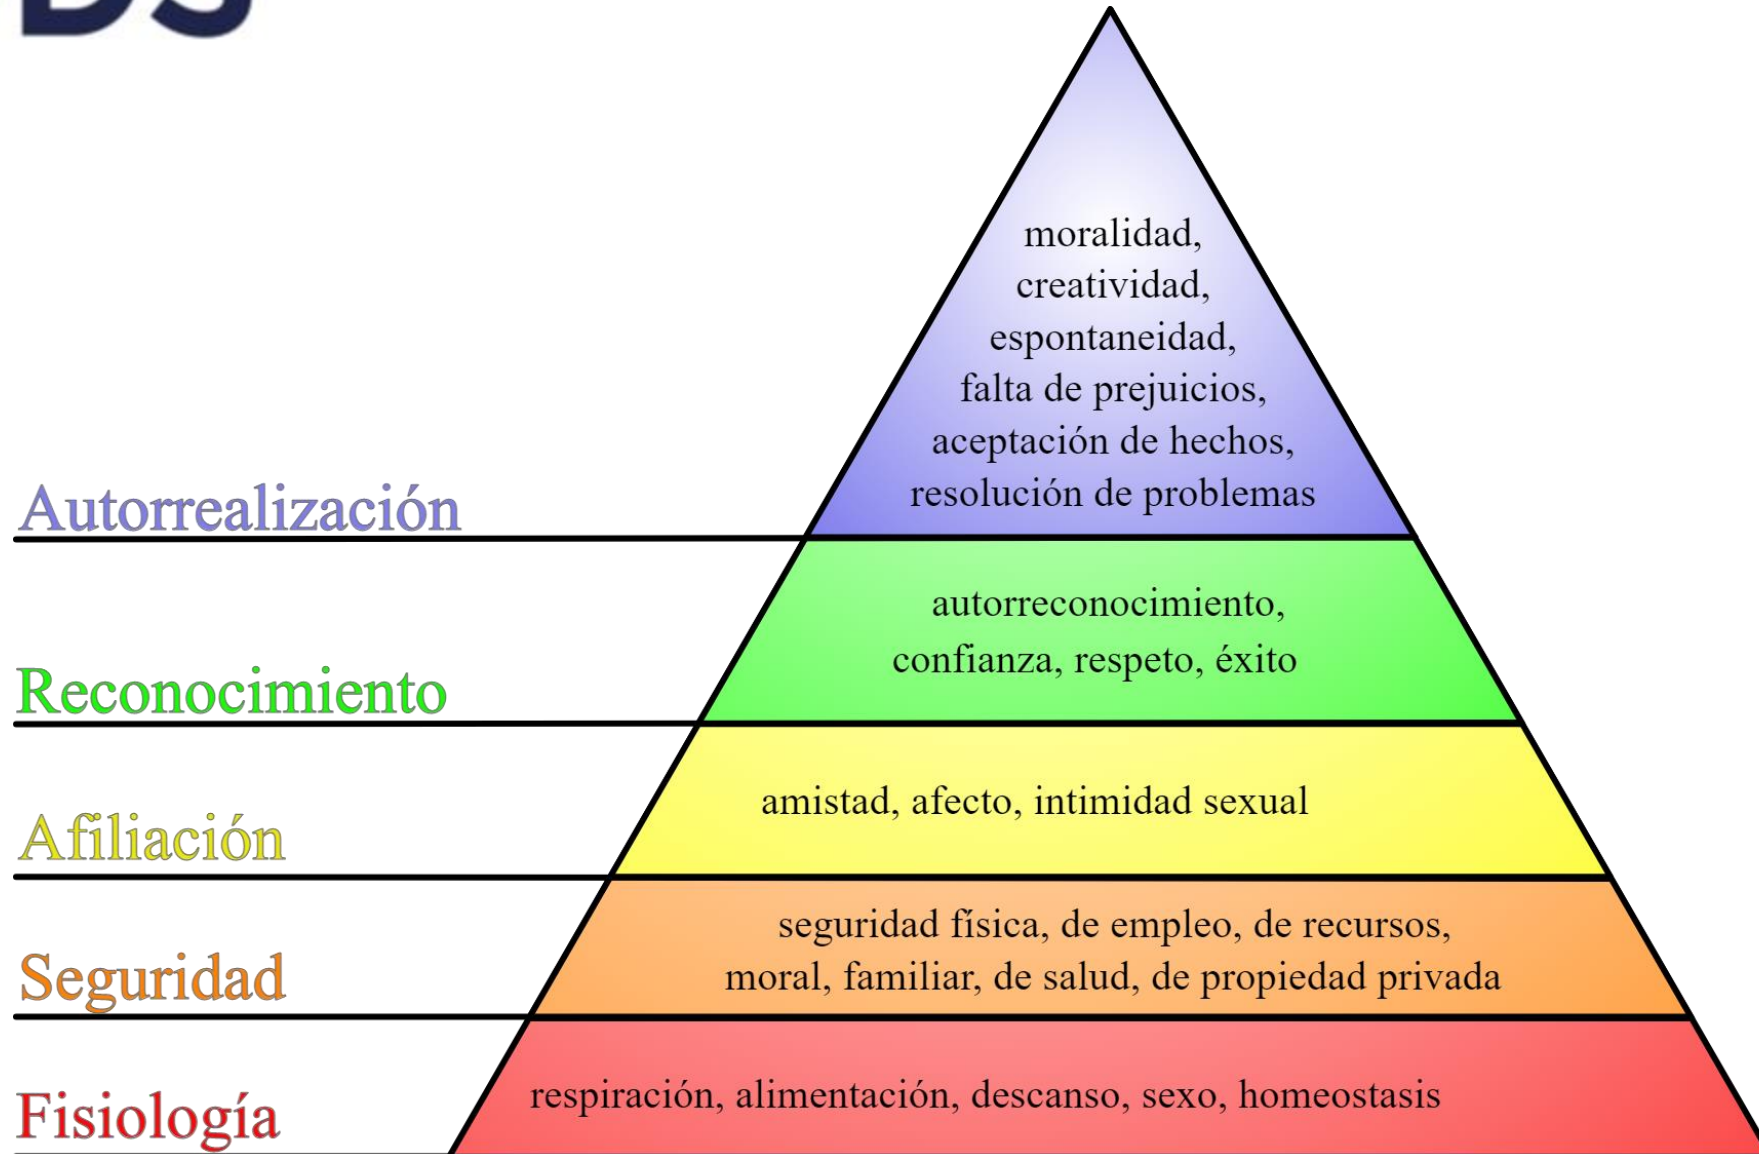 moralidad,
creatividad,
espontaneidad,
falta de prejuicios,
aceptación de hechos,
resolución de problemas
Autorrealización
autorreconocimiento,
confianza, respeto, éxito
Reconocimiento
amistad, afecto, intimidad sexual
Afiliación
seguridad física, de empleo, de recursos,
moral, familiar, de salud, de propiedad privada
Seguridad
respiración, alimentación, descanso, sexo, homeostasis
Fisiología